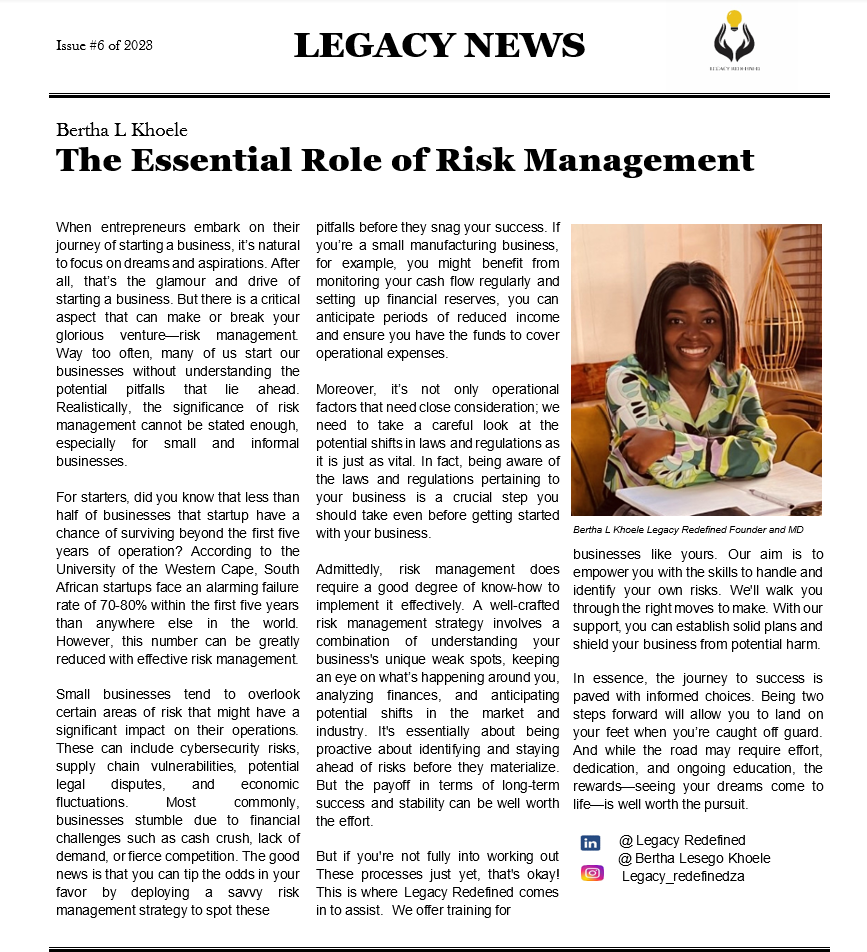 Issue #6 of 2023
LEGACY NEWS
LEGACY REDEFINED
Bertha L Khoele
The Essential Role of Risk Management
When entrepreneurs embark on their
journey of starting a business, it’s natural
to focus on dreams and aspirations. After
all, that’s the glamour and drive of
starting a business. But there is a critical
aspect that can make or break your
glorious venture—risk management.
Way too often, many of us start our
businesses without understanding the
potential pitfalls that lie ahead.
Realistically, the significance of risk
management cannot be stated enough,
especially for small and informal
businesses.
For starters, did you know that less than
half of businesses that startup have a
chance of surviving beyond the first five
years of operation? According to the
University of the Western Cape, South
African startups face an alarming failure
rate of 70-80% within the first five years
than anywhere else in the world.
However, this number can be greatly
reduced with effective risk management.
Small businesses tend to overlook
certain areas of risk that might have a
significant impact on their operations.
These can include cybersecurity risks,
supply chain vulnerabilities, potential
legal disputes, and economic
fluctuations. Most commonly,
businesses stumble due to financial
challenges such as cash crush, lack of
demand, or fierce competition. The good
news is that you can tip the odds in your
favor by deploying a savvy risk
management strategy to spot these
pitfalls before they snag your success. If
you’re a small manufacturing business,
for example, you might benefit from
monitoring your cash flow regularly and
setting up financial reserves, you can
anticipate periods of reduced income
and ensure you have the funds to cover
operational expenses.
Moreover, it’s not only operational
factors that need close consideration; we
need to take a careful look at the
potential shifts in laws and regulations as
it is just as vital. In fact, being aware of
the laws and regulations pertaining to
your business is a crucial step you
should take even before getting started
with your business.
Admittedly, risk management does
require a good degree of know-how to
implement it effectively. A well-crafted
risk management strategy involves a
combination of understanding your
business's unique weak spots, keeping
an eye on what’s happening around you,
analyzing finances, and anticipating
potential shifts in the market and
industry. It's essentially about being
proactive about identifying and staying
ahead of risks before they materialize.
But the payoff in terms of long-term
success and stability can be well worth
the effort.
But if you're not fully into working out
These processes just yet, that's okay!
This is where Legacy Redefined comes
in to assist. We offer training for
Bertha L Khoele Legacy Redefined Founder and MD
businesses like yours. Our aim is to
empower you with the skills to handle and
identify your own risks. We'll walk you
through the right moves to make. With our
support, you can establish solid plans and
shield your business from potential harm.
In essence, the journey to success is
paved with informed choices. Being two
steps forward will allow you to land on
your feet when you’re caught off guard.
And while the road may require effort,
dedication, and ongoing education, the
rewards—seeing your dreams come to
life—is well worth the pursuit.
in @ Legacy Redefined
@ Bertha Lesego Khoele
Legacy_redefinedza